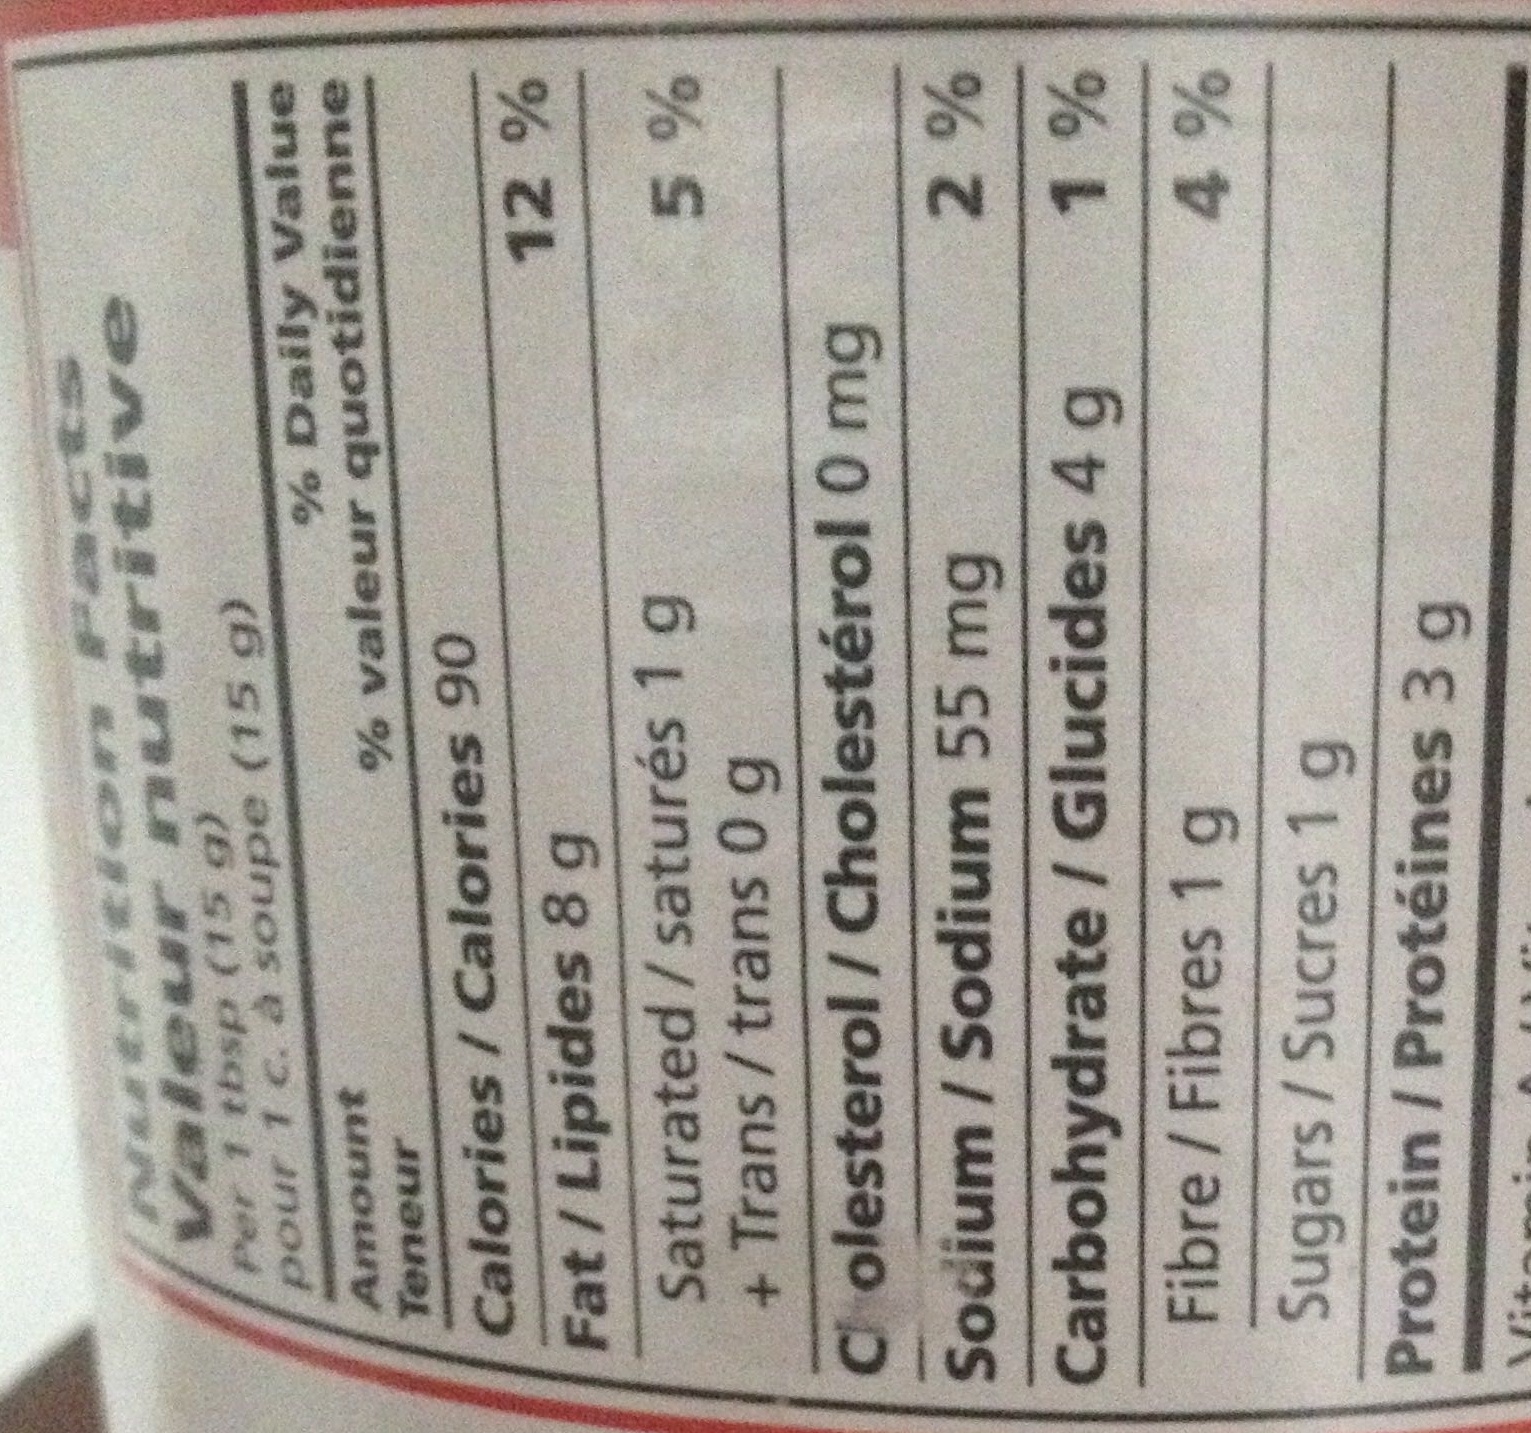 Nutrition Facts
Valeur nutritive
Per 1 tbsp (15 g)
pour 1 c. à soupe (15 g)
Amount
% Daily Value
Teneur
% valeur quotidienne
Calories / Calories 90
Fat / Lipides 8 g 12 %
Saturated / saturés 1 g 5 %
+ Trans / trans 0 g
C olesterol / Cholestérol 0 mg
Sodium / Sodium 55 mg 2 %
Carbohydrate / Glucides 4 g 1 %
Fibre / Fibres 1 g 4 %
Sugars / Sucres 1 g
Protein / Protéines 3 g
Vitamin A /